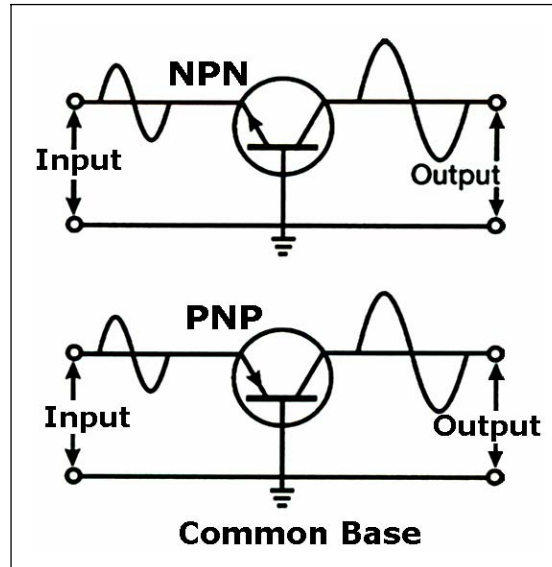 NPN
Input
Output
PNP
Input
Output
Common Base